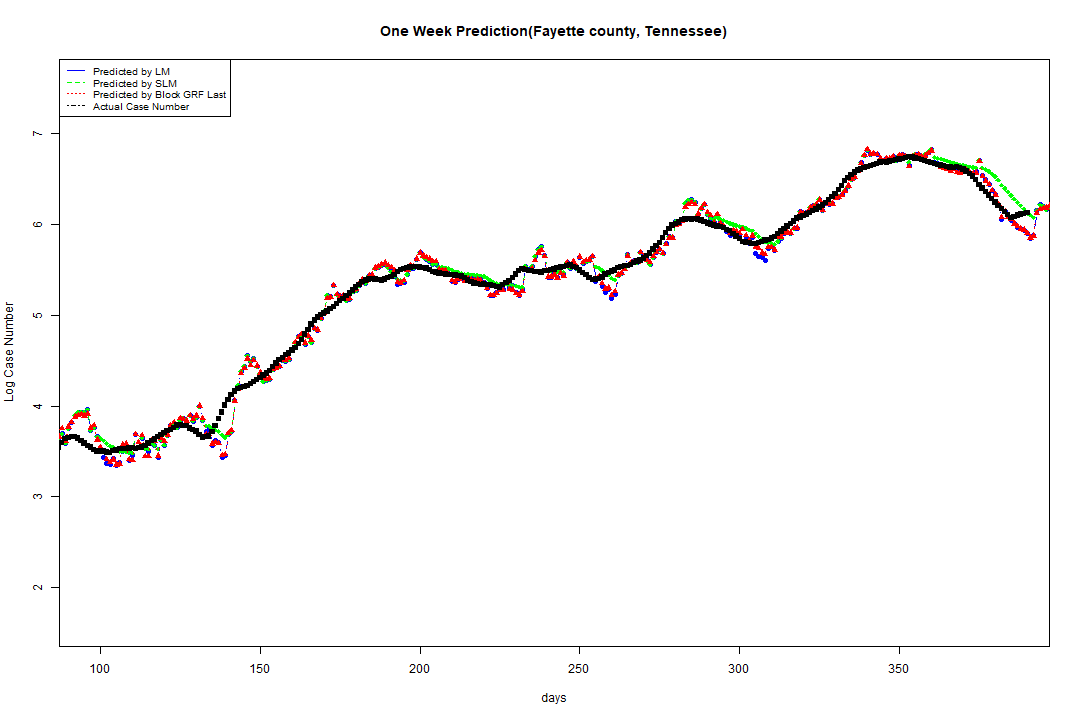 One Week Prediction(Fayette county, Tennessee)
Predicted by LM
Predicted by SLM
Predicted by Block GRF Last
Actual Case Number
7
6
5
4
3
2
Log Case Number
100 150 200 250 300 350
days